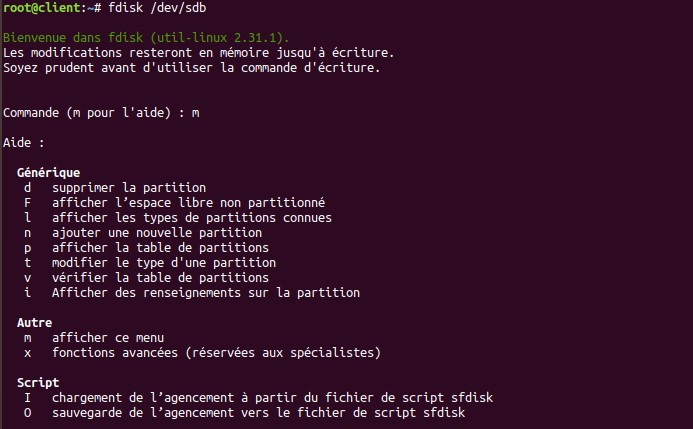 root@client:~# fdisk /dev/sdb
Bienvenue dans fdisk (util-linux 2.31.1).
Les modifications resteront en mémoire jusqu'à écriture.
Soyez prudent avant d'utiliser la commande d'écriture.
Commande (m pour l'aide) : m
Aide :
Générique
d   supprimer la partition
F   afficher l’espace libre non partitionné
l   afficher les types de partitions connues
n   ajouter une nouvelle partition
p   afficher la table de partitions
t   modifier le type d'une partition
v   vérifier la table de partitions
i   Afficher des renseignements sur la partition
Autre
m   afficher ce menu
x   fonctions avancées (réservées aux spécialistes)
Script
I   chargement de l’agencement à partir du fichier de script sfdisk
O   sauvegarde de l’agencement vers le fichier de script sfdisk